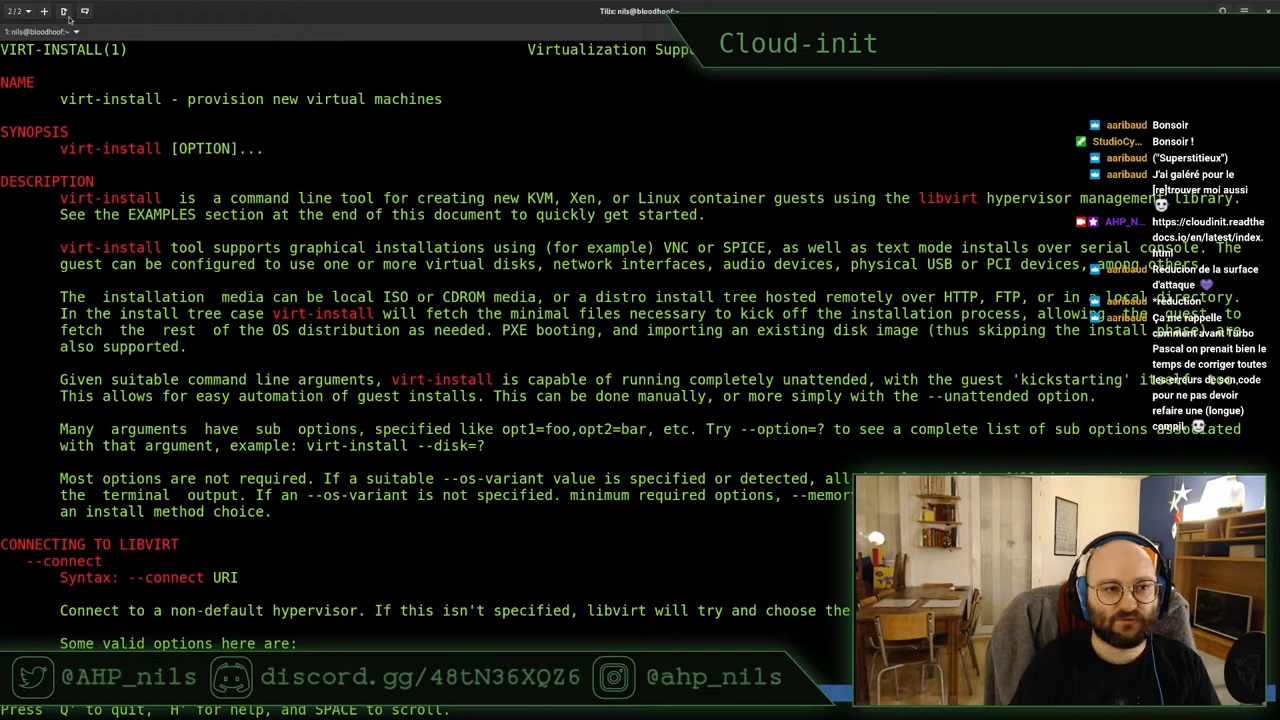 2/2
Tilix: nils@bloodhoof:~
1: nils@bloodhoof:~
Cloud-init
VIRT-INSTALL(1)
Virtualization Supp
NAME
virt-install - provision new virtual machines
SYNOPSIS
virt-install [OPTION]...
DESCRIPTION
virt-install is a command line tool for creating new KVM, Xen, or Linux container guests using the libvirt hypervisor management library.
See the EXAMPLES section at the end of this document to quickly get started.
virt-install tool supports graphical installations using (for example) VNC or SPICE, as well as text mode installs over serial console. The
guest can be configured to use one or more virtual disks, network interfaces, audio devices, physical USB or PCI devices, among others.
The installation media can be local ISO or CDROM media, or a distro install tree hosted remotely over HTTP, FTP, or in a local directory.
In the install tree case virt-install will fetch the minimal files necessary to kick off the installation process, allowing the guest to
fetch the rest of the OS distribution as needed. PXE booting, and importing an existing disk image (thus skipping the install phase) are
also supported.
Given suitable command line arguments, virt-install is capable of running completely unattended, with the guest 'kickstarting'
This allows for easy automation of guest installs. This can be done manually, or more simply with the --unattended option.
Many arguments have sub options, specified like opt1=foo,opt2=bar, etc. Try --option=? to see a complete list of sub options associated
with that argument, example: virt-install --disk=?
Most options are not required. If a suitable --os-variant value is specified or detected, all
the terminal output. If an --os-variant is not specified. minimum required options, --memor
an install method choice.
CONNECTING TO LIBVIRT
--connect
Syntax: --connect URI
Connect to a non-default hypervisor. If this isn't specified, libvirt will try and choose the
Some valid options here are:
Press 'Q' to quit, 'H' for help, and SPACE to scroll.
aaribaud Bonsoir
StudioCy... Bonsoir !
aaribaud ("Superstitieux")
aaribaud J'ai galéré pour le
[re]trouver moi aussi
AHP_N... https://cloudinit.readthe
docs.io/en/latest/index.
html
aaribaud Réducion de la surface
d'attaque
aaribaud *réduction
aaribaud Ça me rappelle
comment avant Turbo
Pascal on prenait bien le
temps de corriger toutes
les erreurs de son code
pour ne pas devoir
refaire une (longue)
compil.
@AHP_nils
discord.gg/48tN36XQZ6
@ahp_nils